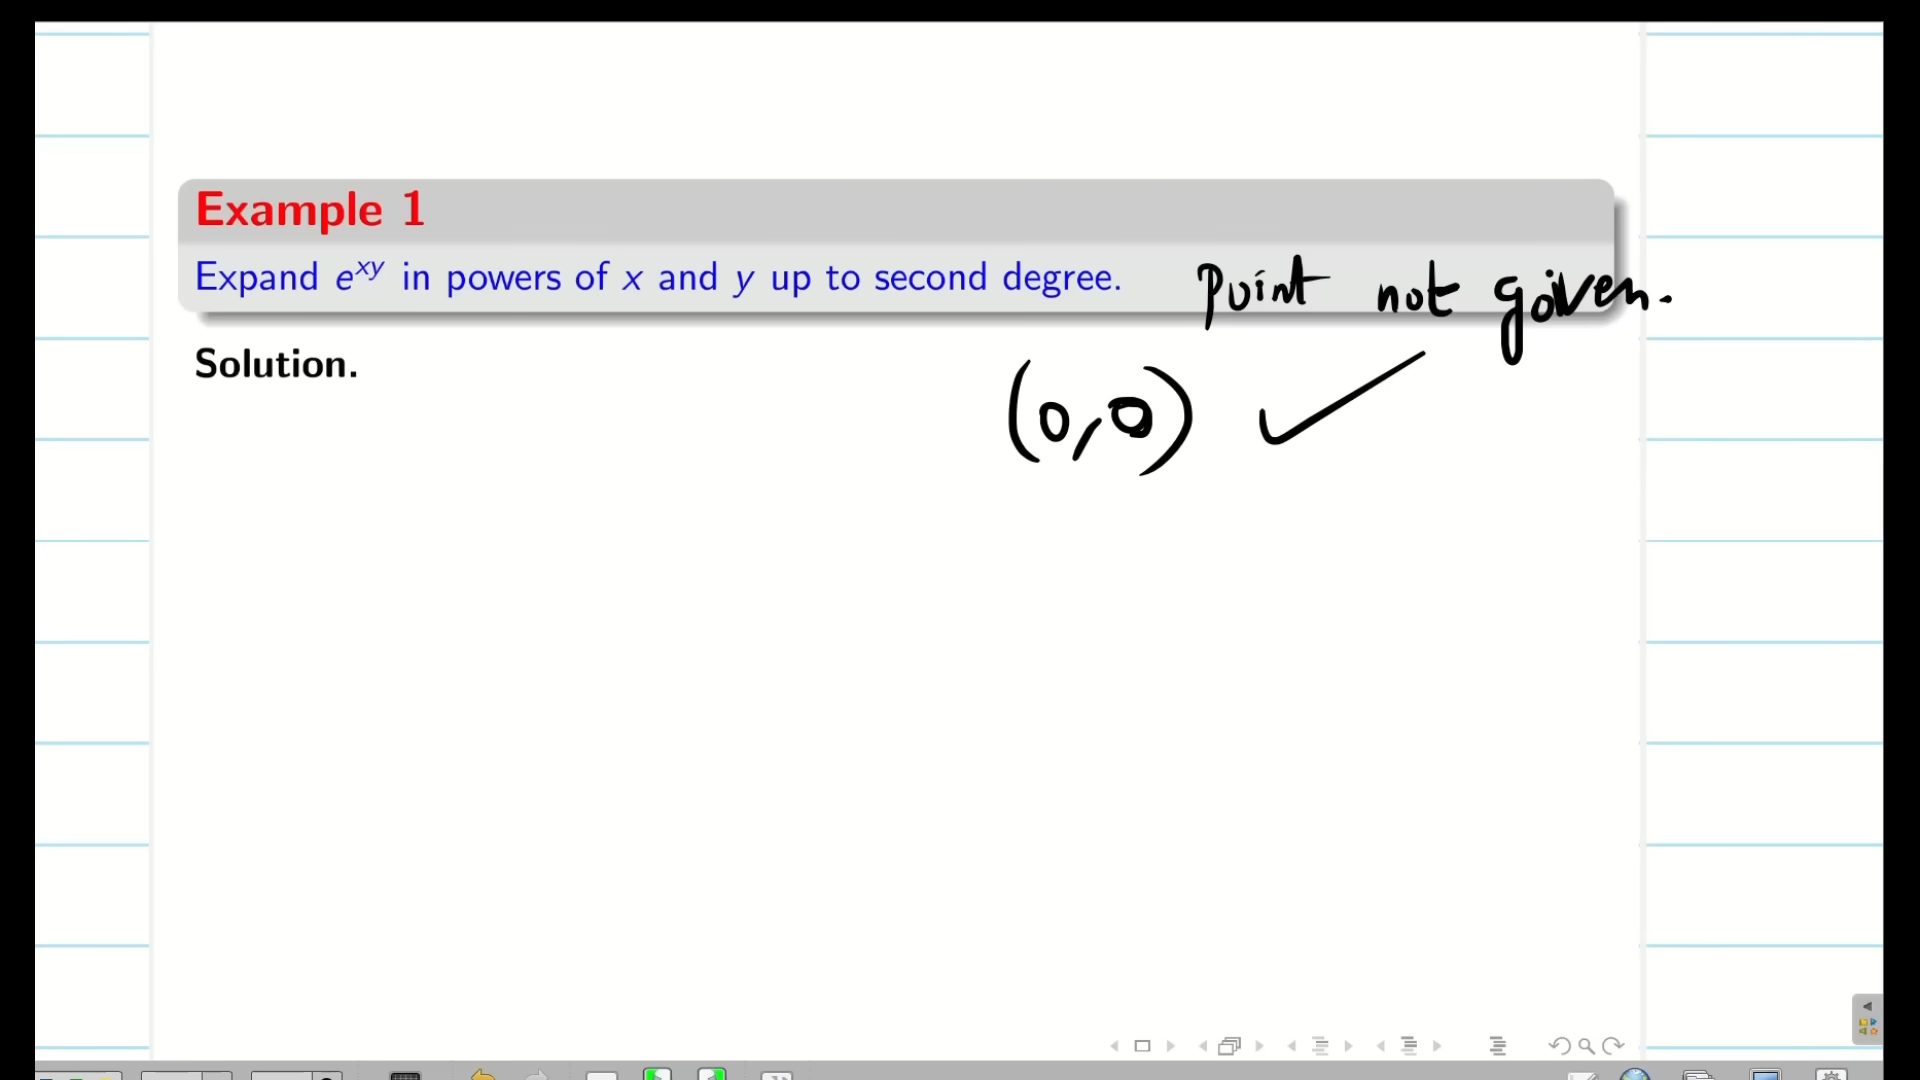 Example 1
Expand e^{xy} in powers of x and y up to second degree. Point not given.
Solution.
(0,0) ✓